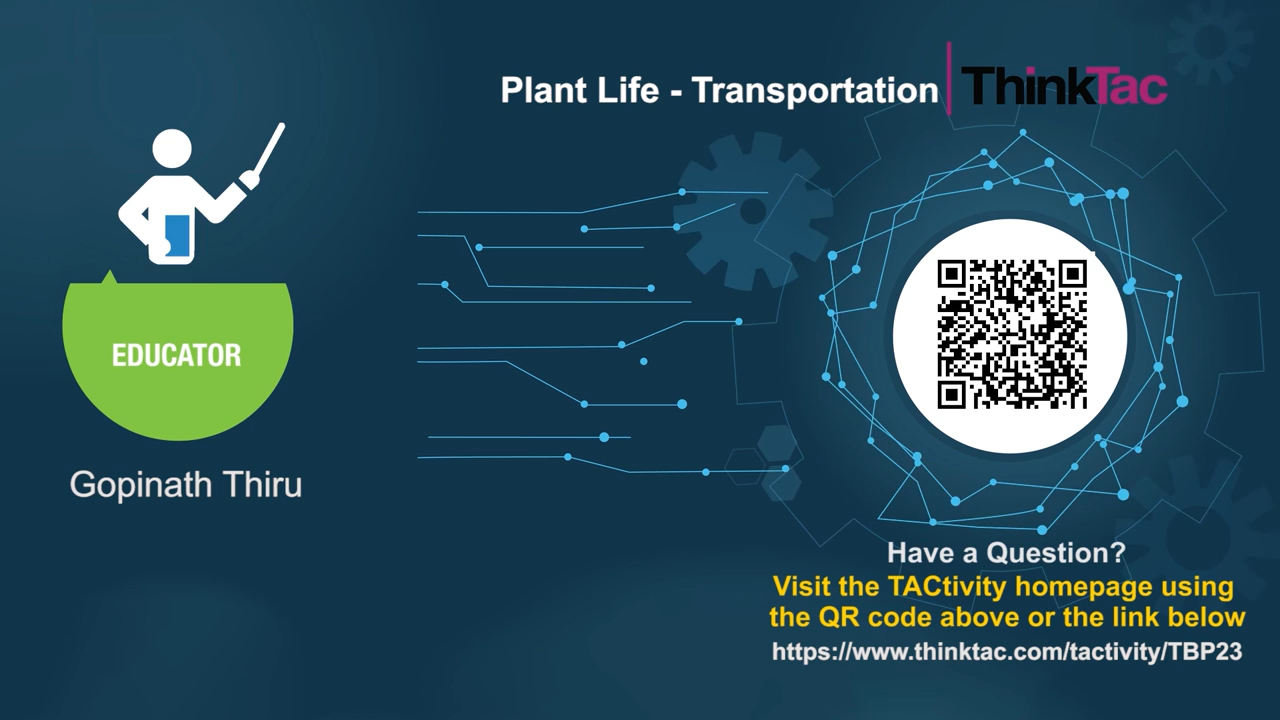 Plant Life - Transportation
ThinkTac
EDUCATOR
Gopinath Thiru
Have a Question?
Visit the TACtivity homepage using
the QR code above or the link below
https://www.thinktac.com/tactivity/TBP23